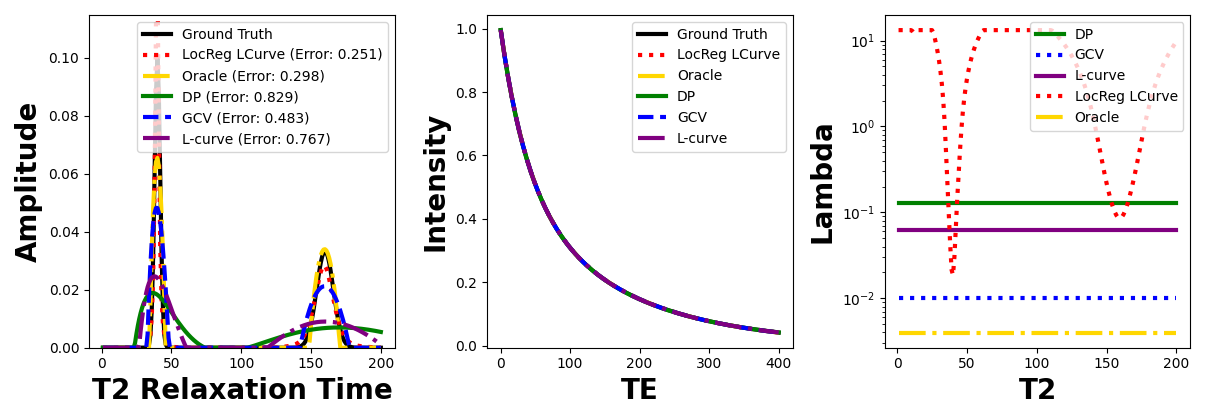 Amplitude
0.10
0.08
0.06
0.04
0.02
0.00
Ground Truth
LocReg LCurve (Error: 0.251)
Oracle (Error: 0.298)
DP (Error: 0.829)
GCV (Error: 0.483)
L-curve (Error: 0.767)
0 50 100 150 200
T2 Relaxation Time
Intensity
1.0
0.8
0.6
0.4
0.2
0.0
Ground Truth
LocReg LCurve
Oracle
DP
GCV
L-curve
0 100 200 300 400
TE
Lambda
10¹
10⁰
10⁻¹
10⁻²
DP
GCV
L-curve
LocReg LCurve
Oracle
0 50 100 150 200
T2